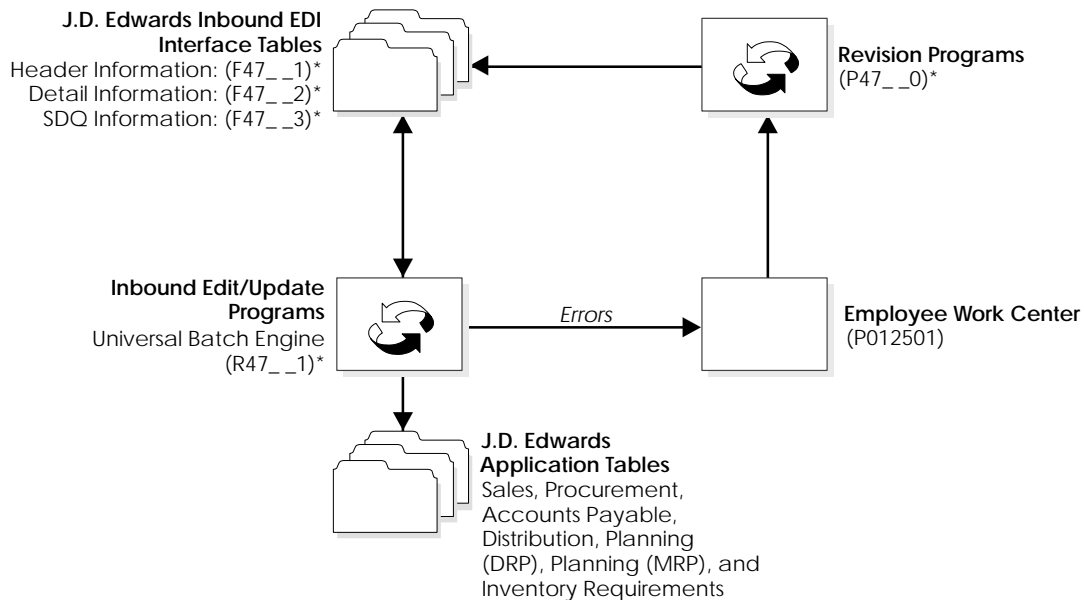 J.D. Edwards Inbound EDI
Interface Tables
Header Information: (F47_ _1)*
Detail Information: (F47_ _2)*
SDQ Information: (F47_ _3)*
Revision Programs
(P47_ _0)*
Inbound Edit/Update
Programs
Universal Batch Engine
(R47_ _1)*
Errors
Employee Work Center
(P012501)
J.D. Edwards
Application Tables
Sales, Procurement,
Accounts Payable,
Distribution, Planning
(DRP), Planning (MRP), and
Inventory Requirements